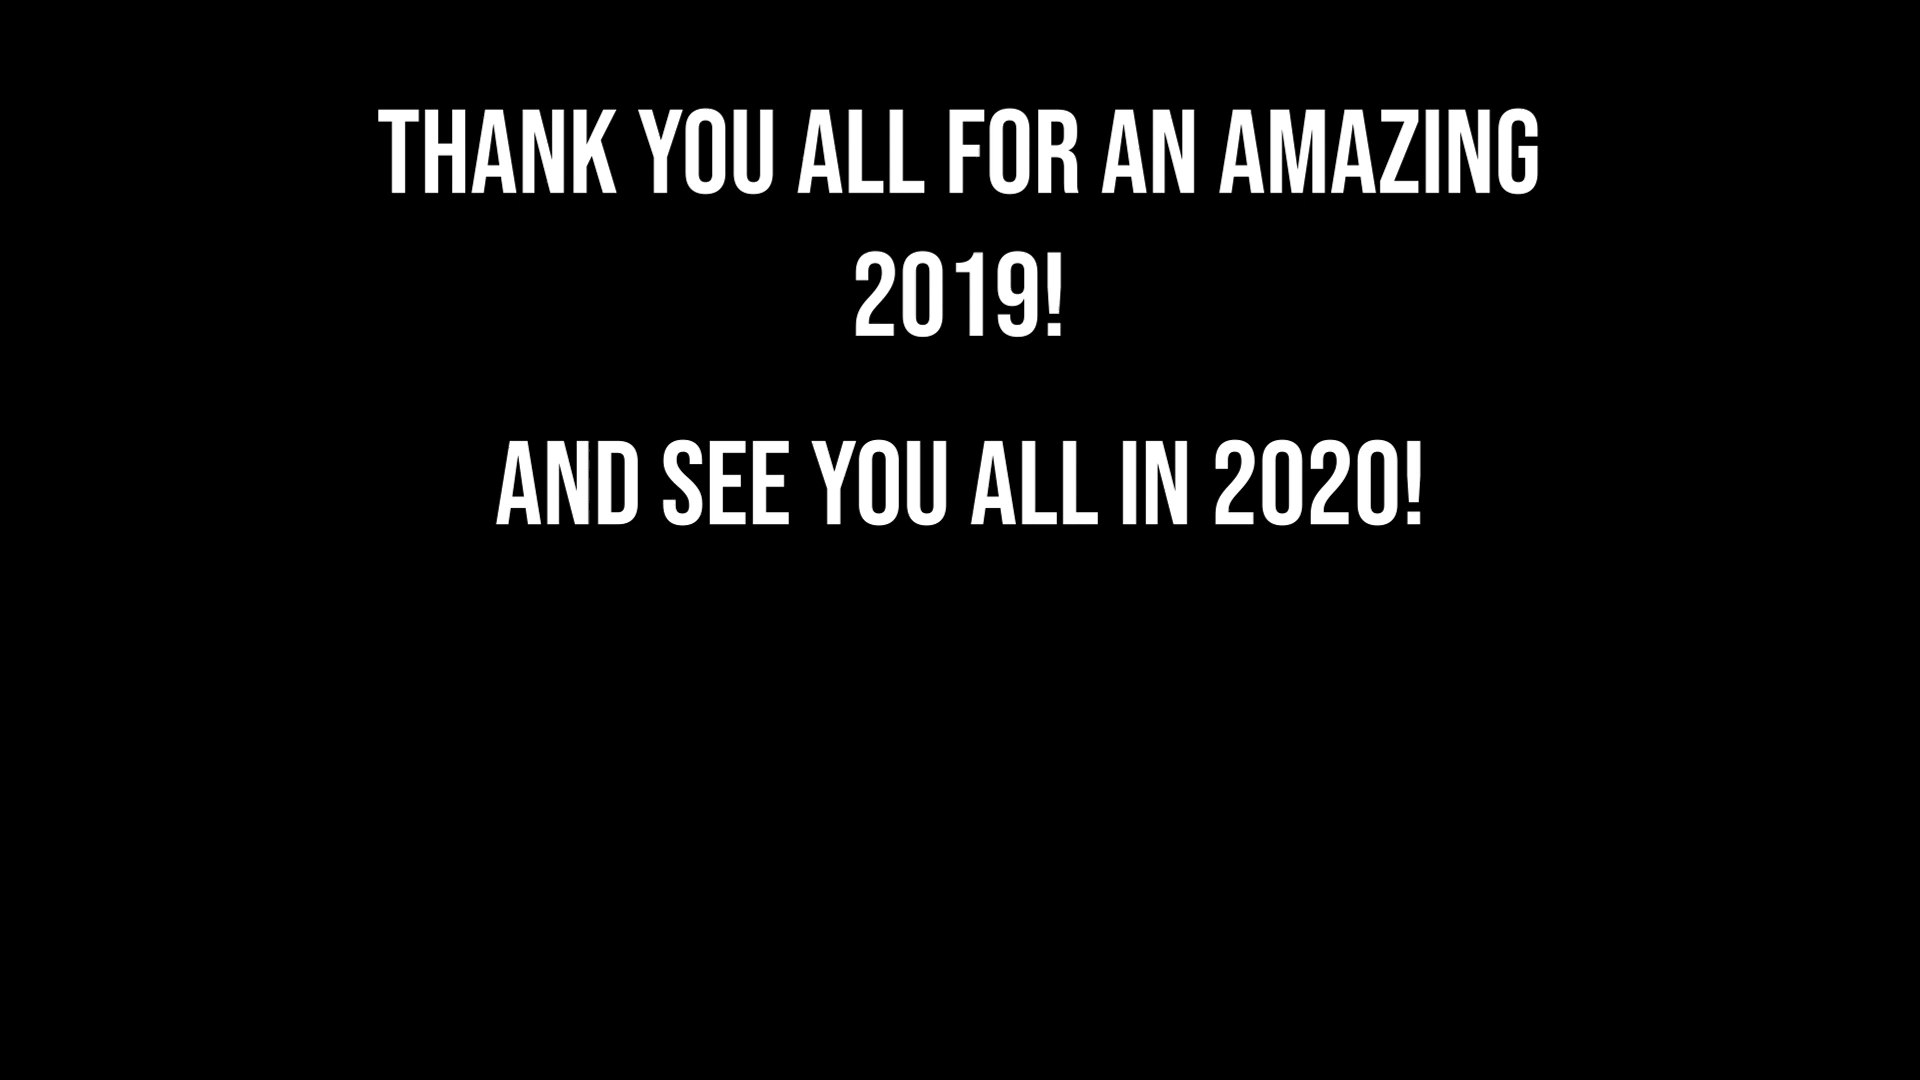 THANK YOU ALL FOR AN AMAZING
2019!
AND SEE YOU ALL IN 2020!